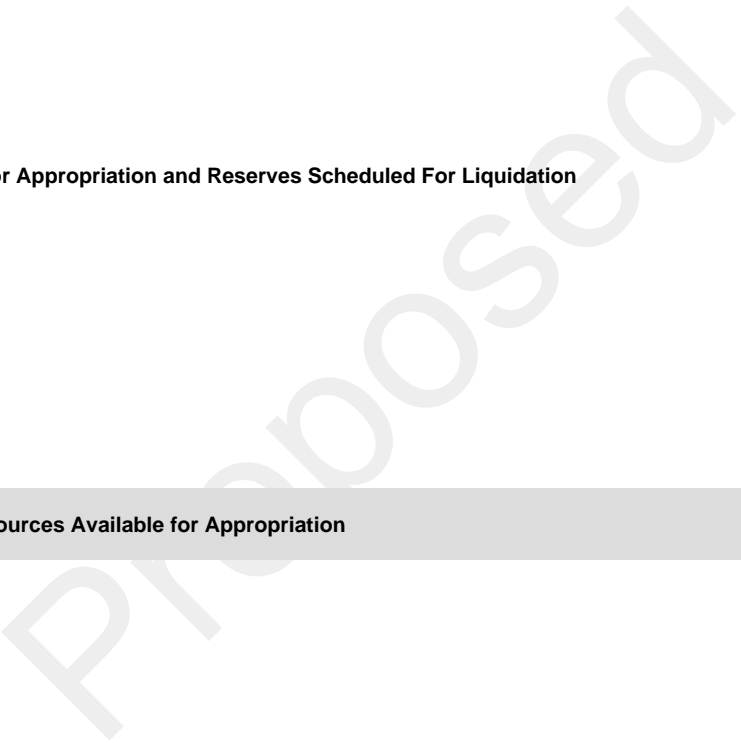 r Appropriation and Reserves Scheduled For Liquidation
ources Available for Appropriation
Proposed